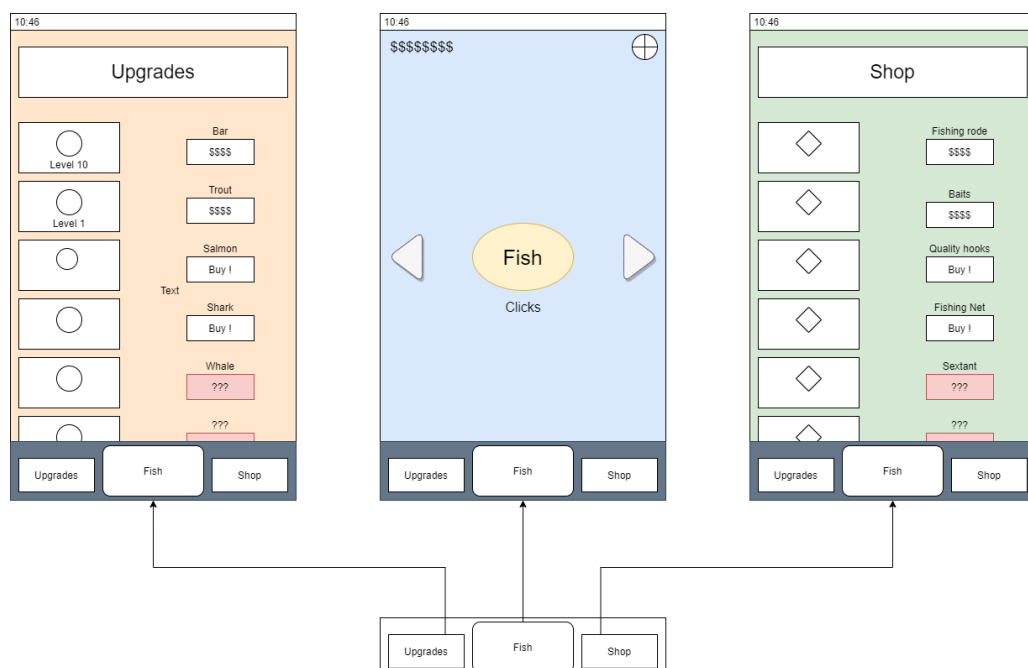 10:46
Upgrades
Level 10
Bar
$$$$
Level 1
Trout
$$$$
Salmon
Buy !
Text
Shark
Buy !
Whale
???
???
Upgrades
Fish
Shop
10:46
$$$$$$$$
Fish
Clicks
Upgrades
Fish
Shop
10:46
Shop
Fishing rode
$$$$
Baits
$$$$
Quality hooks
Buy !
Fishing Net
Buy !
Sextant
???
???
Upgrades
Fish
Shop
Upgrades
Fish
Shop